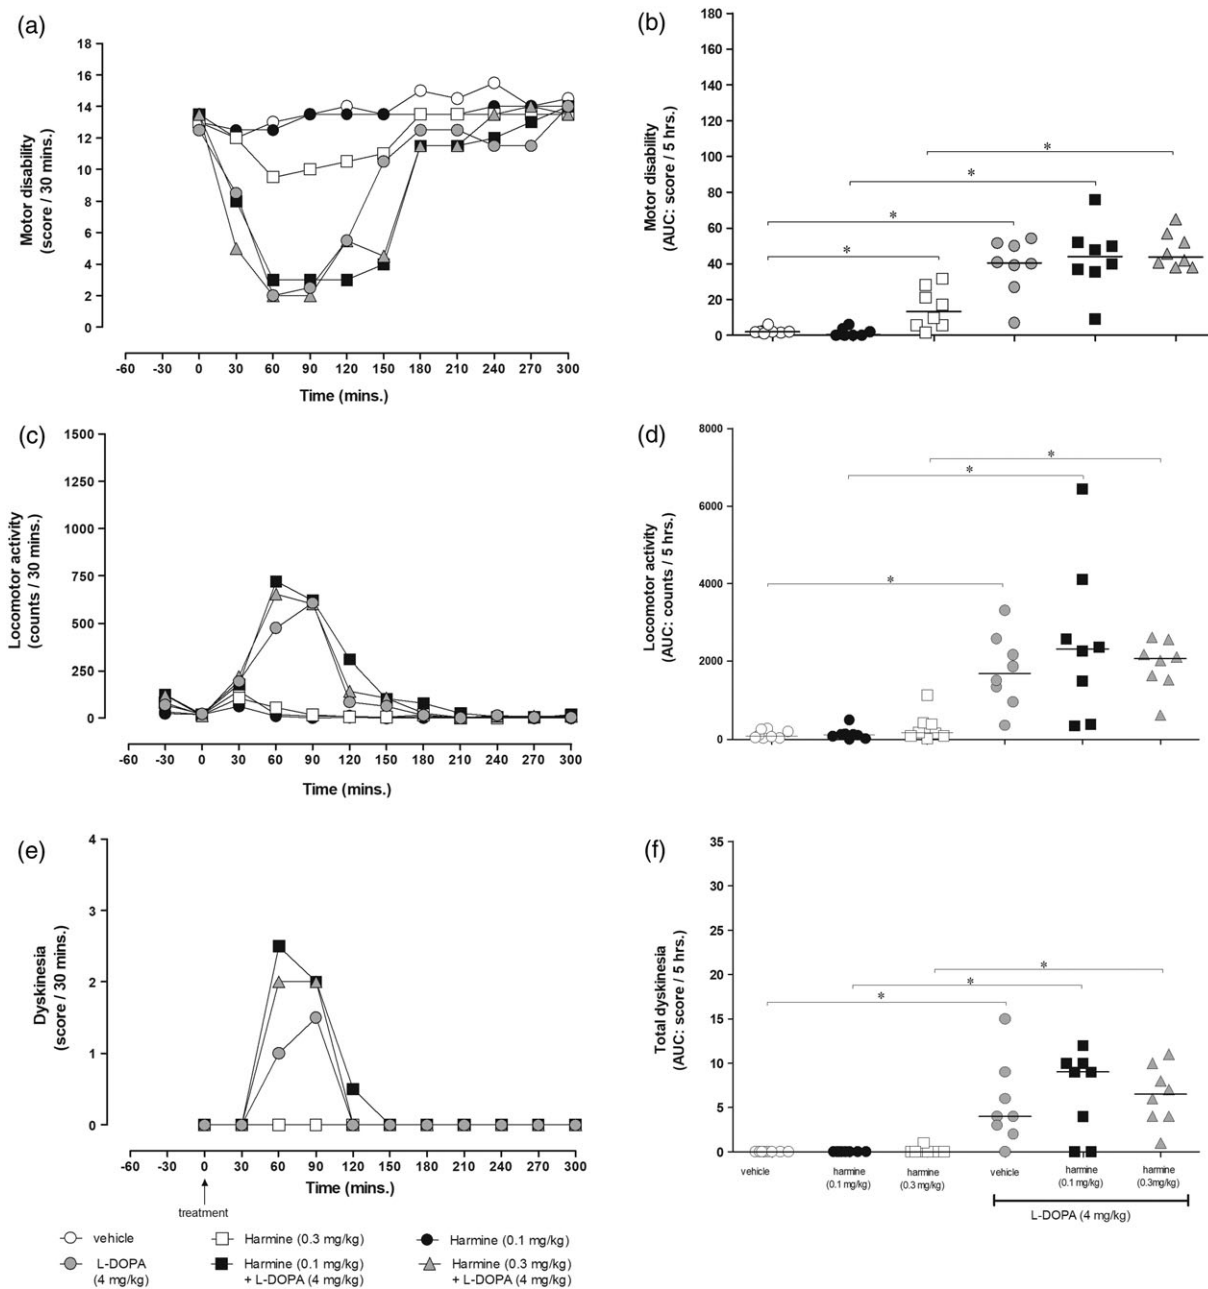 (a)
18
16
14
12
10
8
6
4
2
0
Motor disability
(score / 30 mins.)
-60 -30 0 30 60 90 120 150 180 210 240 270 300
Time (mins.)
(b)
180
160
140
120
100
80
60
40
20
0
Motor disability
(AUC: score / 5 hrs.)
*
*
*
*
(c)
1500
1250
1000
750
500
250
0
Locomotor activity
(counts / 30 mins.)
-60 -30 0 30 60 90 120 150 180 210 240 270 300
Time (mins.)
(d)
8000
6000
4000
2000
0
Locomotor activity
(AUC: counts / 5 hrs.)
*
*
*
(e)
4
3
2
1
0
Dyskinesia
(score / 30 mins.)
-60 -30 0 30 60 90 120 150 180 210 240 270 300
Time (mins.)
treatment
(f)
35
30
25
20
15
10
5
0
Total dyskinesia
(AUC: score / 5 hrs.)
*
*
*
vehicle harmine harmine vehicle harmine harmine
(0.1 mg/kg) (0.3 mg/kg) (0.1 mg/kg) (0.3mg/kg)
L-DOPA (4 mg/kg)
vehicle Harmine (0.3 mg/kg) Harmine (0.1 mg/kg)
L-DOPA Harmine (0.1 mg/kg) Harmine (0.3 mg/kg)
(4 mg/kg) + L-DOPA (4 mg/kg) + L-DOPA (4 mg/kg)